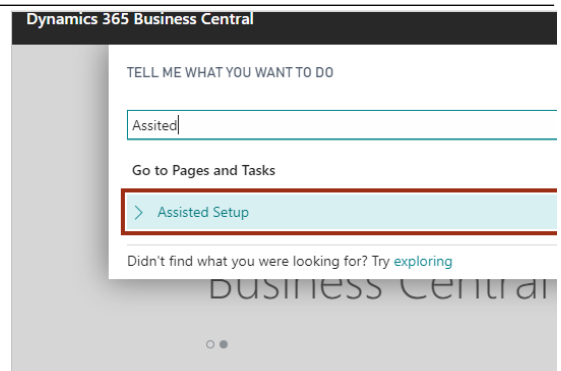 Dynamics 365 Business Central
TELL ME WHAT YOU WANT TO DO
Assited
Go to Pages and Tasks
Assisted Setup
Didn't find what you were looking for? Try exploring
Business Central